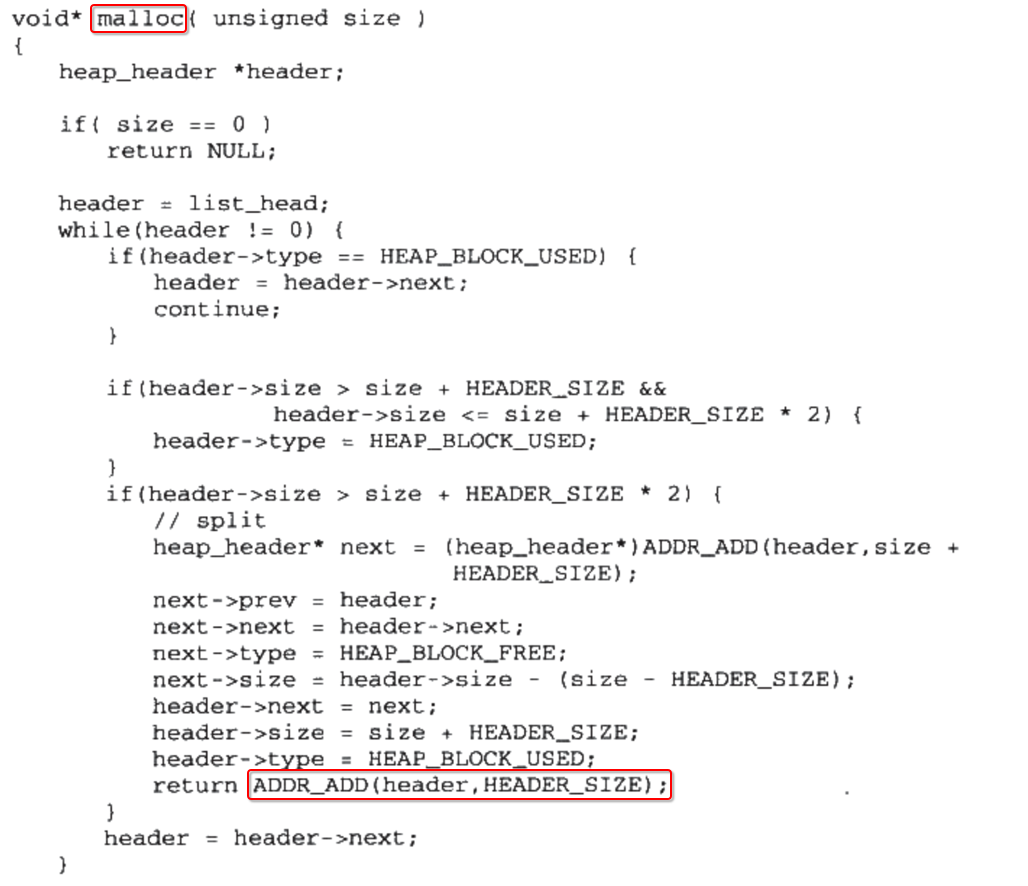 void* malloc( unsigned size )
{
    heap_header *header;

    if( size == 0 )
        return NULL;

    header = list_head;
    while(header != 0) {
        if(header->type == HEAP_BLOCK_USED) {
            header = header->next;
            continue;
        }

        if(header->size > size + HEADER_SIZE &&
                header->size <= size + HEADER_SIZE * 2) {
            header->type = HEAP_BLOCK_USED;
        }
        if(header->size > size + HEADER_SIZE * 2) {
            // split
            heap_header* next = (heap_header*)ADDR_ADD(header,size +
                                HEADER_SIZE);
            next->prev = header;
            next->next = header->next;
            next->type = HEAP_BLOCK_FREE;
            next->size = header->size - (size - HEADER_SIZE);
            header->next = next;
            header->size = size + HEADER_SIZE;
            header->type = HEAP_BLOCK_USED;
            return ADDR_ADD(header,HEADER_SIZE);
        }
        header = header->next;
    }